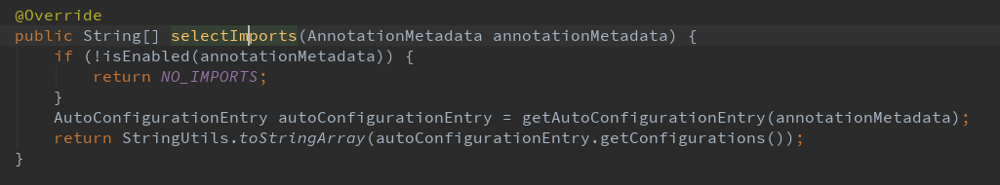 @Override
public String[] selectImports(AnnotationMetadata annotationMetadata) {
if (!isEnabled(annotationMetadata)) {
return NO_IMPORTS;
}
AutoConfigurationEntry autoConfigurationEntry = getAutoConfigurationEntry(annotationMetadata);
return StringUtils.toStringArray(autoConfigurationEntry.getConfigurations());
}